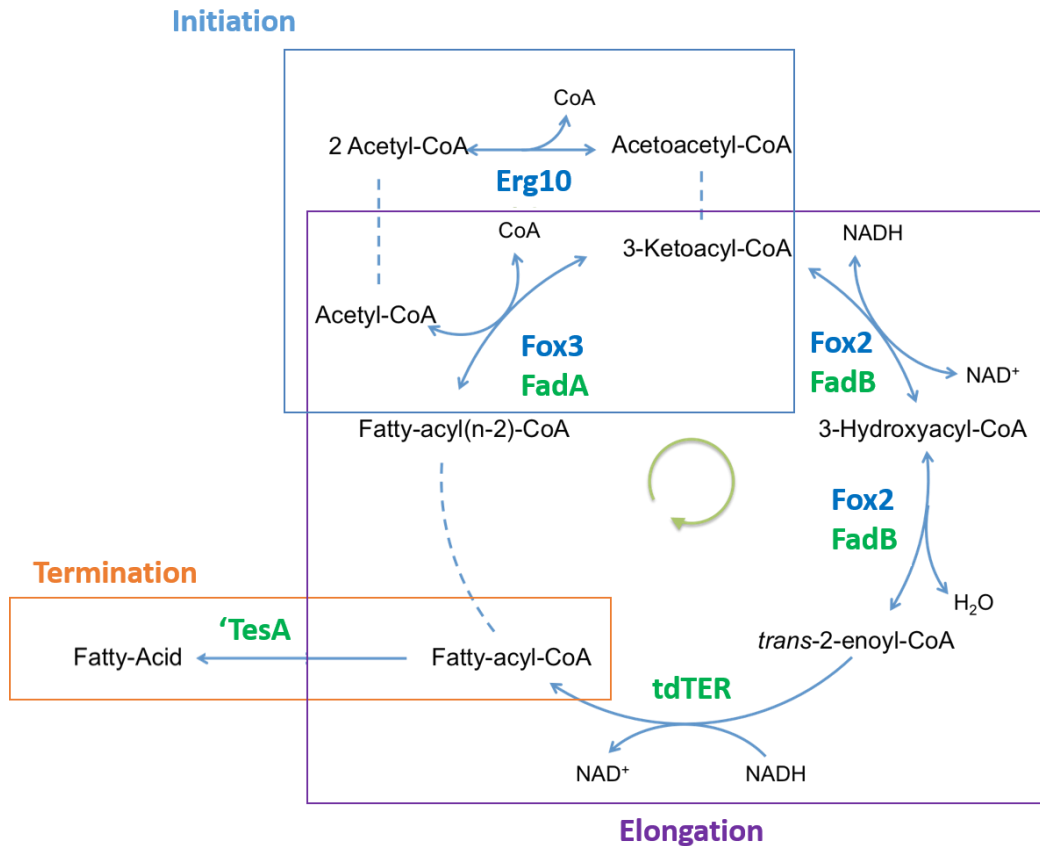 Initiation
CoA
2 Acetyl-CoA
Acetoacetyl-CoA
Erg10
CoA
3-Ketoacyl-CoA
NADH
Acetyl-CoA
Fox3
FadA
Fox2
FadB
NAD⁺
Fatty-acyl(n-2)-CoA
3-Hydroxyacyl-CoA
Fox2
FadB
H₂O
Termination
‘TesA
Fatty-Acid
Fatty-acyl-CoA
trans-2-enoyl-CoA
tdTER
NAD⁺
NADH
Elongation